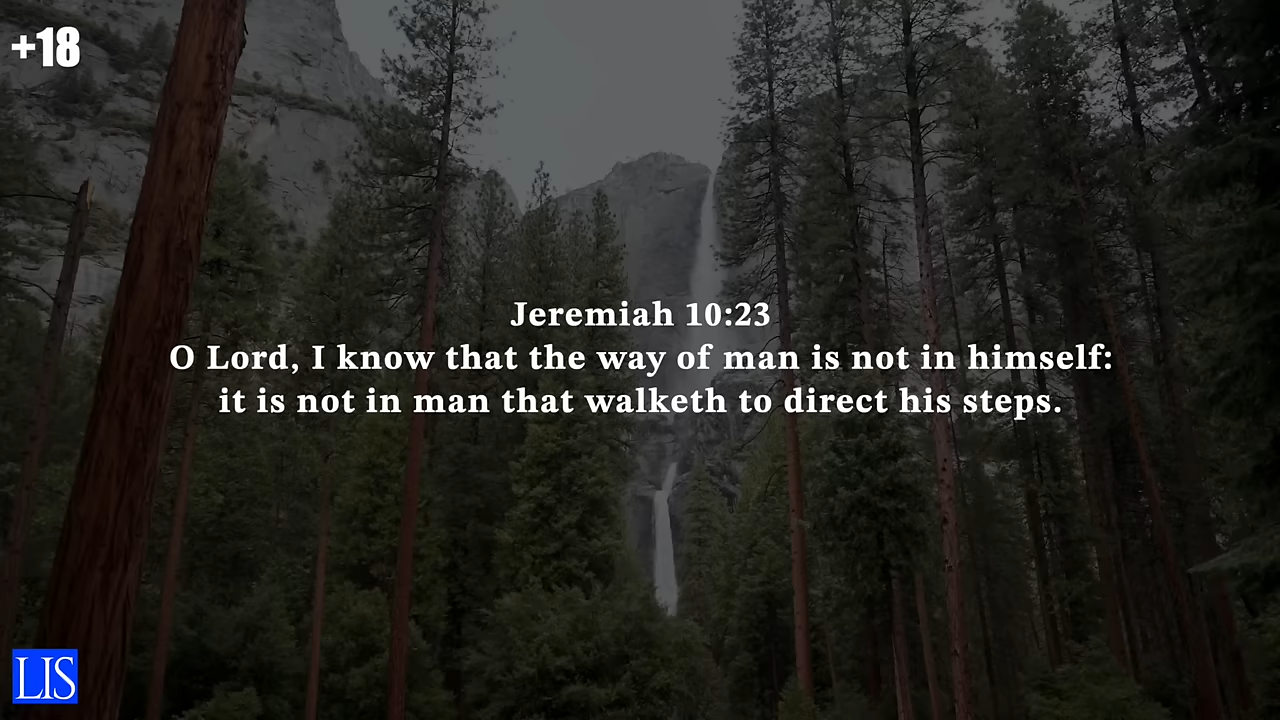 +18
Jeremiah 10:23
O Lord, I know that the way of man is not in himself:
it is not in man that walketh to direct his steps.
LIS